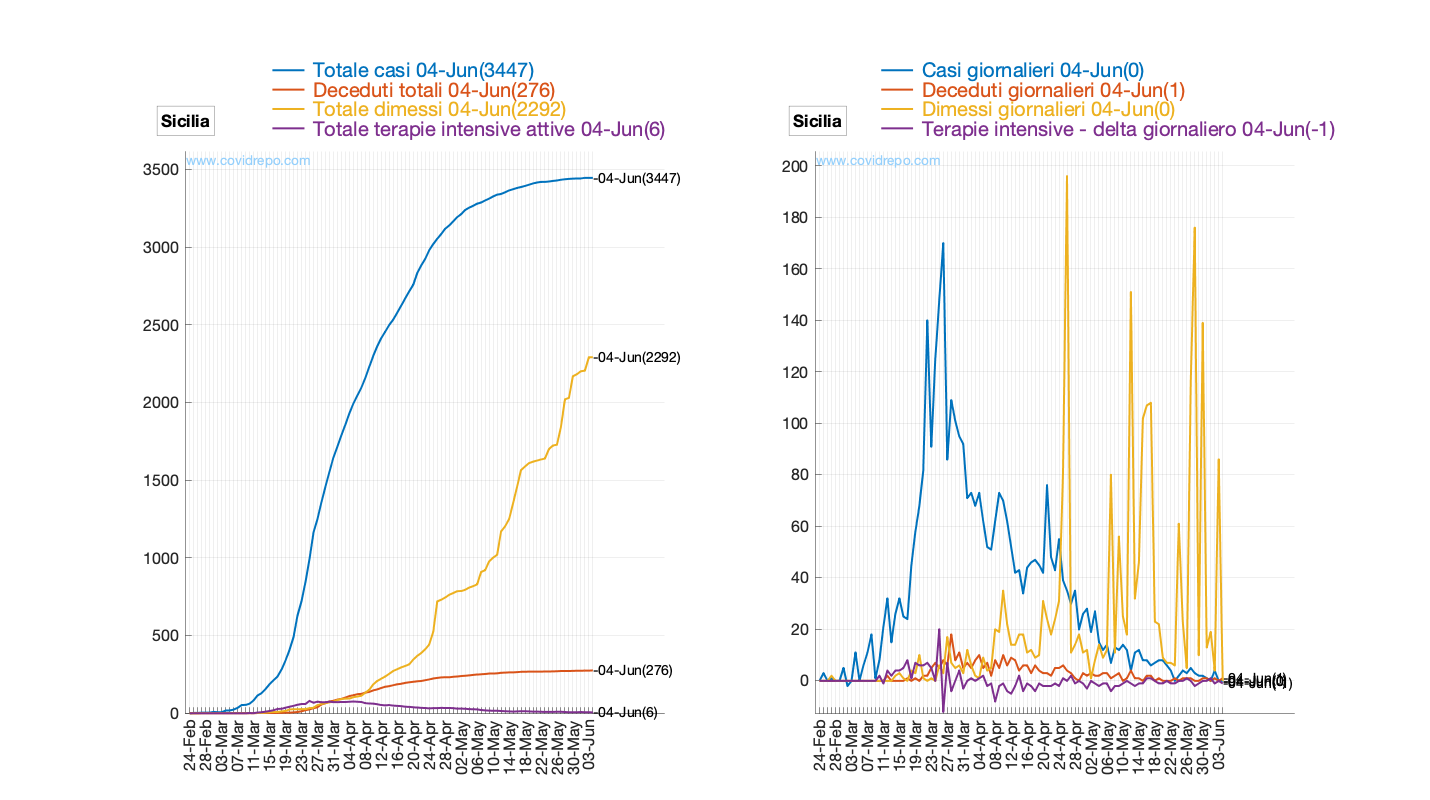 Totale casi 04-Jun(3447)
Deceduti totali 04-Jun(276)
Totale dimessi 04-Jun(2292)
Totale terapie intensive attive 04-Jun(6)
Sicilia
www.covidrepo.com
3500
3000
2500
2000
1500
1000
500
0
-04-Jun(3447)
-04-Jun(2292)
-04-Jun(276)
-04-Jun(6)
24-Feb
28-Feb
03-Mar
07-Mar
11-Mar
15-Mar
19-Mar
23-Mar
27-Mar
31-Mar
04-Apr
08-Apr
12-Apr
16-Apr
20-Apr
24-Apr
28-Apr
02-May
06-May
10-May
14-May
18-May
22-May
26-May
30-May
03-Jun
Casi giornalieri 04-Jun(0)
Deceduti giornalieri 04-Jun(1)
Dimessi giornalieri 04-Jun(0)
Terapie intensive - delta giornaliero 04-Jun(-1)
Sicilia
www.covidrepo.com
200
180
160
140
120
100
80
60
40
20
0
24-Feb
28-Feb
03-Mar
07-Mar
11-Mar
15-Mar
19-Mar
23-Mar
27-Mar
31-Mar
04-Apr
08-Apr
12-Apr
16-Apr
20-Apr
24-Apr
28-Apr
02-May
06-May
10-May
14-May
18-May
22-May
26-May
30-May
03-Jun